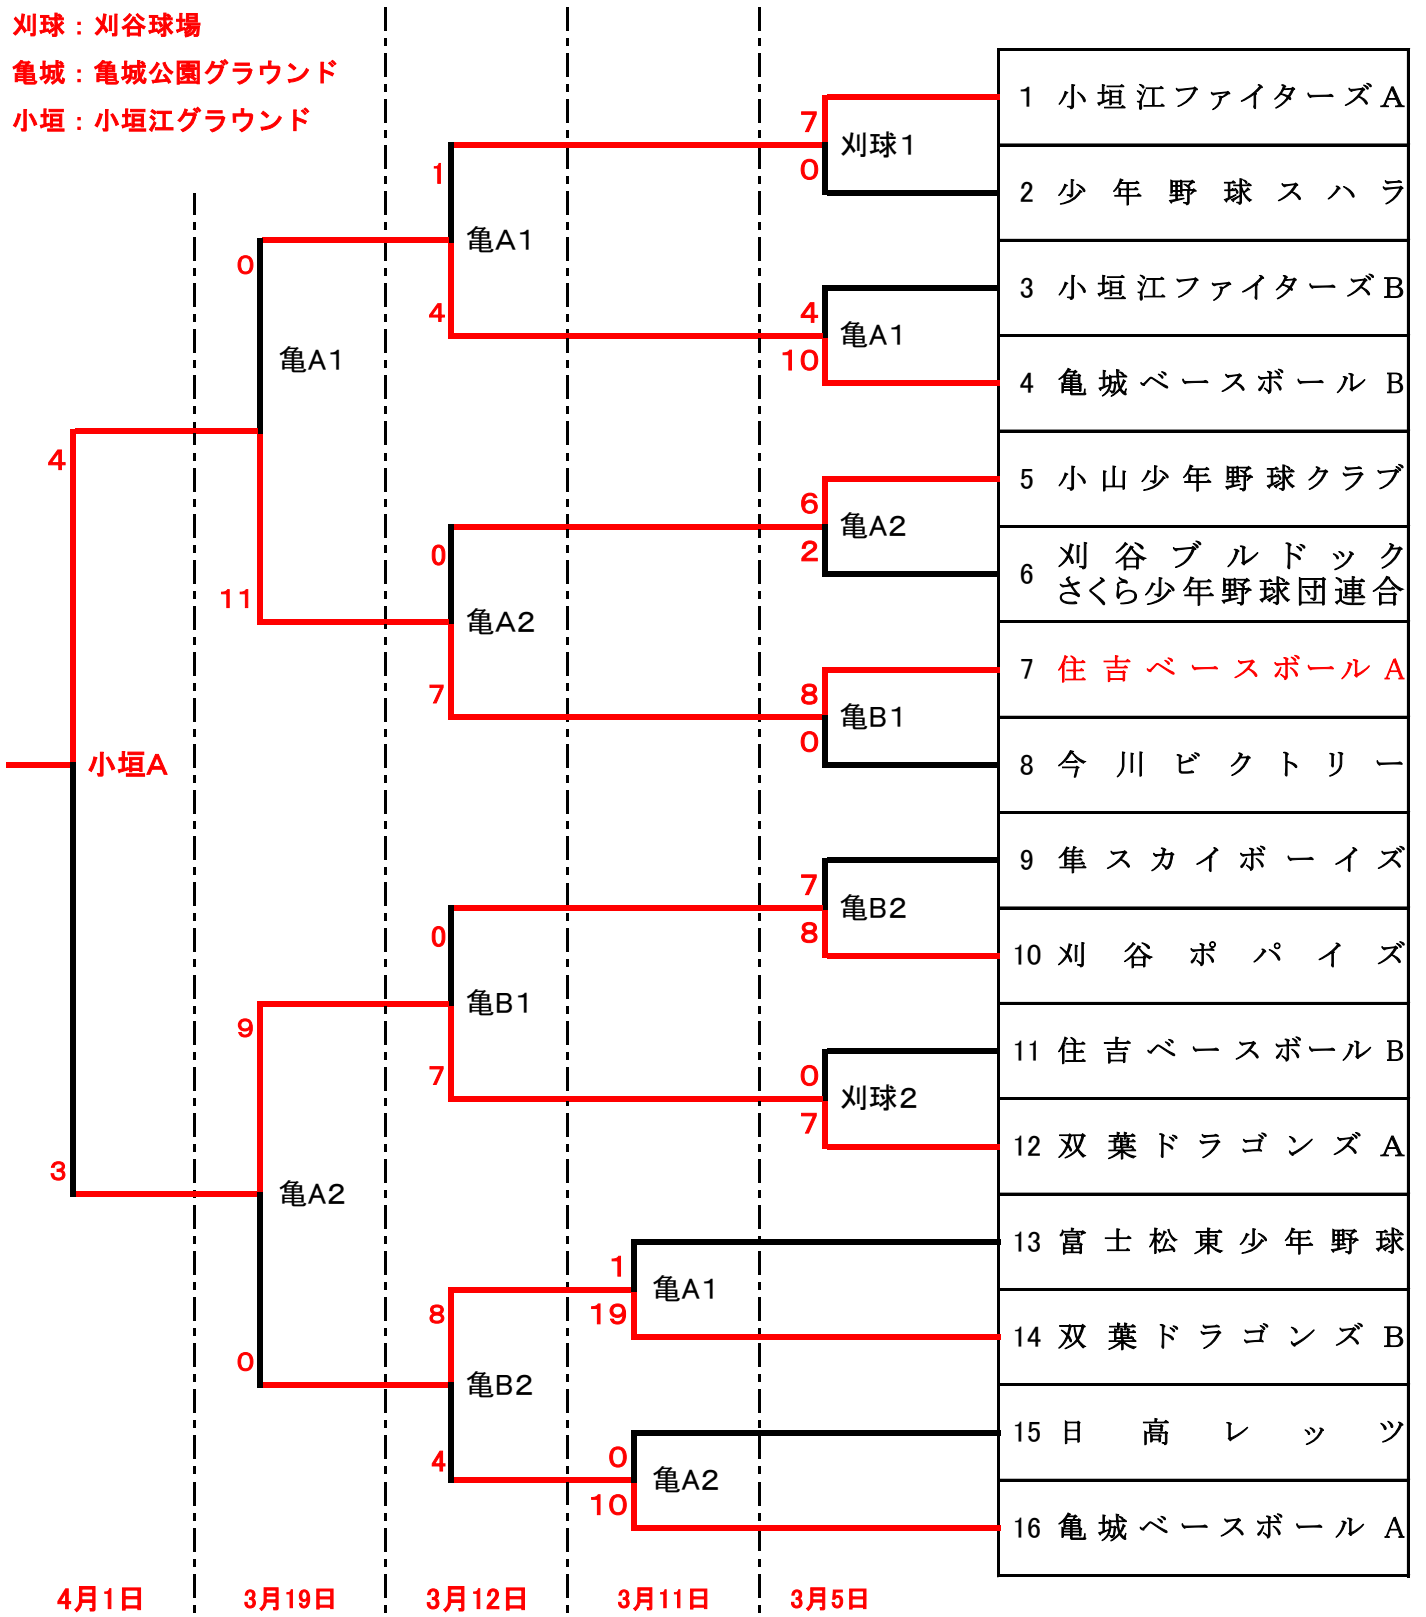 刈球：刈谷球場
亀城：亀城公園グラウンド
小垣：小垣江グラウンド
1 小垣江ファイターズA
7
刈球1
0
2 少年野球スハラ
1
亀A1
4
3 小垣江ファイターズB
4
亀A1
10
4 亀城ベースボールB
0
亀A1
11
5 小山少年野球クラブ
6
亀A2
2
6 刈谷ブルドック
さくら少年野球団連合
0
亀A2
7
7 住吉ベースボールA
8
亀B1
0
8 今川ビクトリー
4
小垣A
3
9 隼スカイボーイズ
7
亀B2
8
10 刈谷ポパイズ
0
亀B1
7
11 住吉ベースボールB
0
刈球2
7
12 双葉ドラゴンズA
9
亀A2
0
13 富士松東少年野球
1
亀A1
19
14 双葉ドラゴンズB
8
亀B2
4
15 日高レッツ
0
亀A2
10
16 亀城ベースボールA
4月1日 3月19日 3月12日 3月11日 3月5日